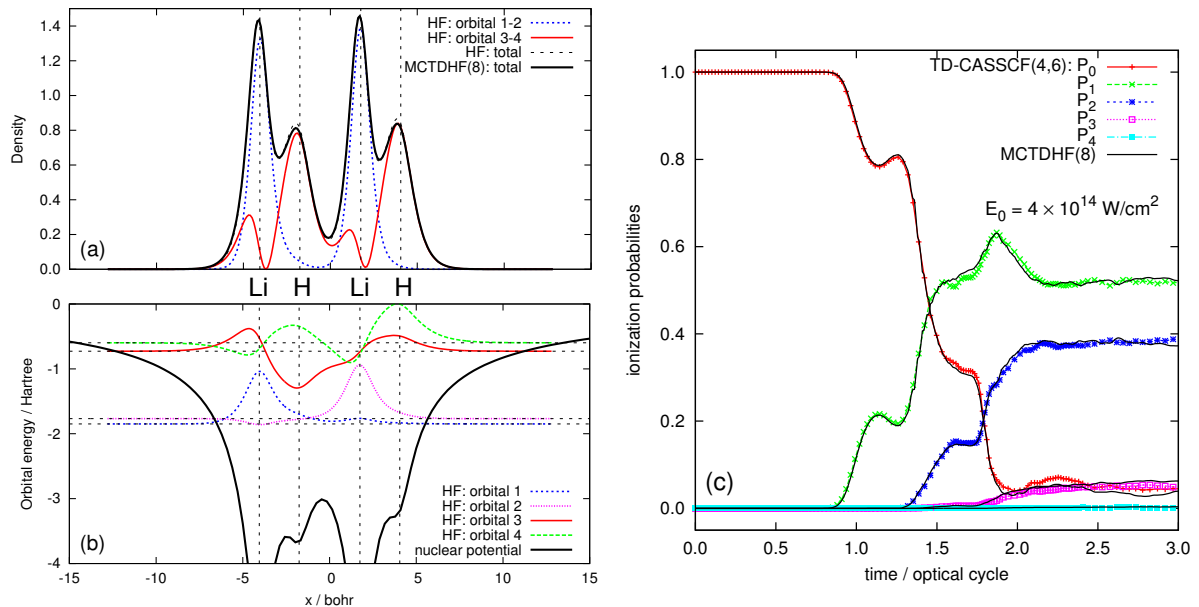 1.4
1.2
1.0
0.8
0.6
0.4
0.2
0.0
Density
(a)
HF: orbital 1-2
HF: orbital 3-4
HF: total
MCTDHF(8): total
Li H Li H
0
-1
-2
-3
-4
Orbital energy / Hartree
(b)
HF: orbital 1
HF: orbital 2
HF: orbital 3
HF: orbital 4
nuclear potential
-15 -10 -5 0 5 10 15
x / bohr
1.0
0.8
0.6
0.4
0.2
0.0
ionization probabilities
TD-CASSCF(4,6): P₀
P₁
P₂
P₃
P₄
MCTDHF(8)
E₀ = 4 × 10¹⁴ W/cm²
(c)
0.0 0.5 1.0 1.5 2.0 2.5 3.0
time / optical cycle